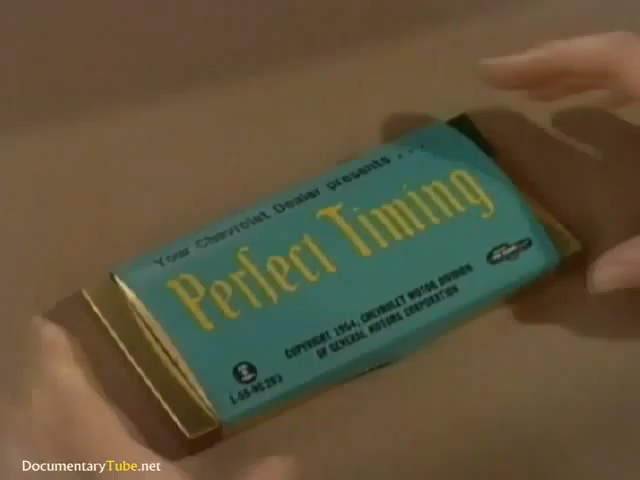 Your Chevrolet Dealer presents . . .
Perfect Timing
COPYRIGHT 1954, CHEVROLET MOTOR DIVISION
OF GENERAL MOTORS CORPORATION
DocumentaryTube.net